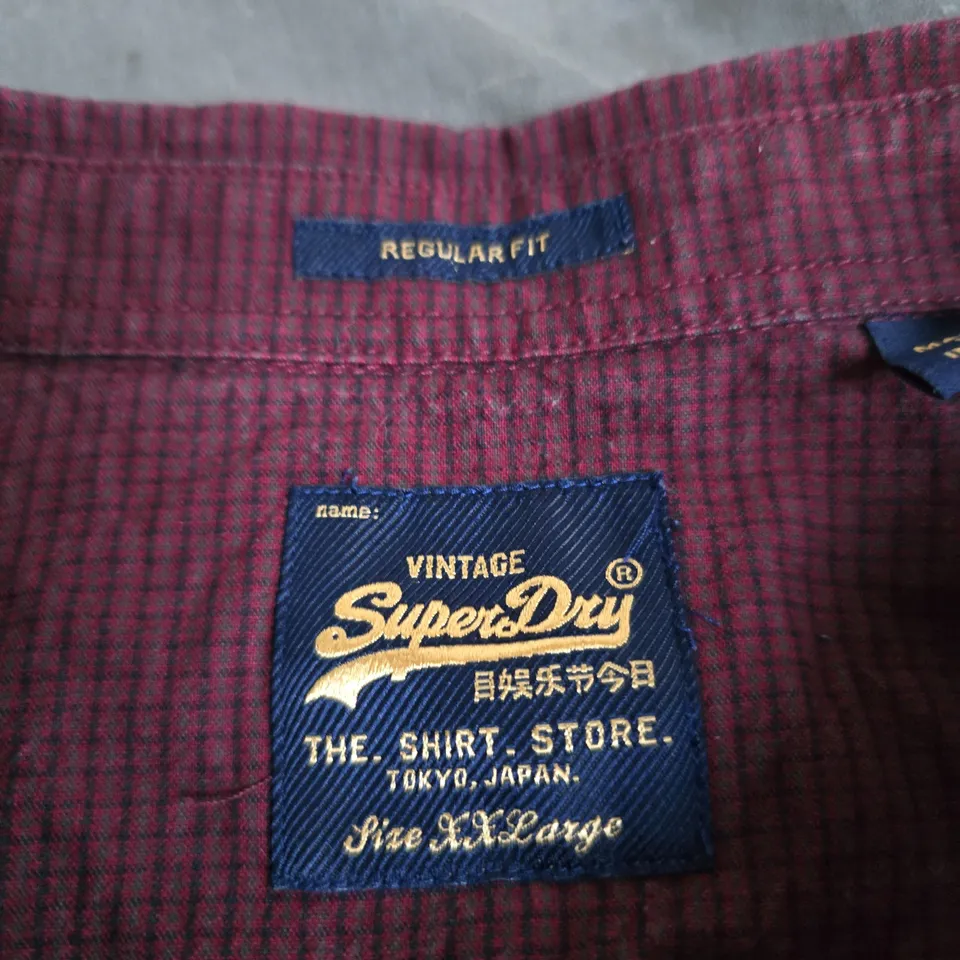 REGULAR FIT
name:
VINTAGE
SuperDry®
目娱乐节今日
THE. SHIRT. STORE.
TOKYO, JAPAN.
Size XXLarge